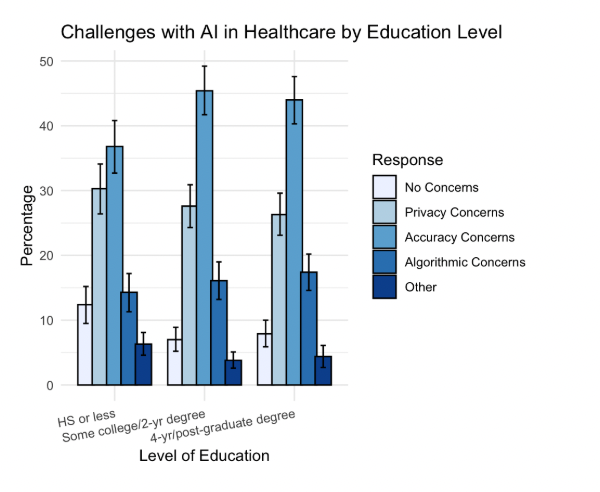 Challenges with AI in Healthcare by Education Level
50
40
30
20
10
0
Percentage
HS or less
Some college/2-yr degree
4-yr/post-graduate degree
Level of Education
Response
No Concerns
Privacy Concerns
Accuracy Concerns
Algorithmic Concerns
Other